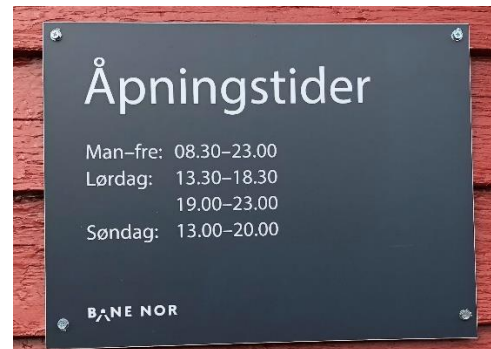 Åpningstider
Man–fre: 08.30–23.00
Lørdag: 13.30–18.30
19.00–23.00
Søndag: 13.00–20.00
BANE NOR